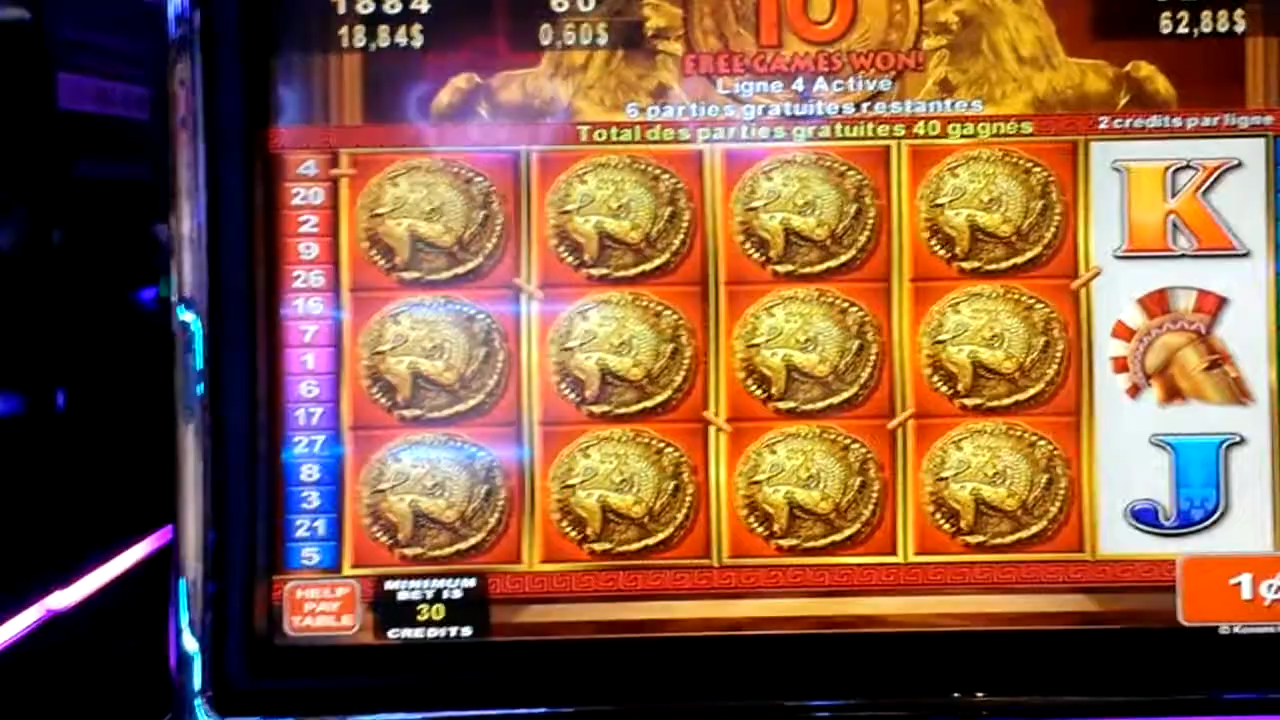 1884
60
18,84$
0,60$
62,88$
10
FREE GAMES WON!
Ligne 4 Active
6 parties gratuites restantes
Total des parties gratuites 40 gagnés
2 credits par ligne
4
20
2
9
26
16
7
1
6
17
27
8
3
21
5
K
J
HELP
PAY
TABLE
MINIMUM
BET IS
30
CREDITS
1¢